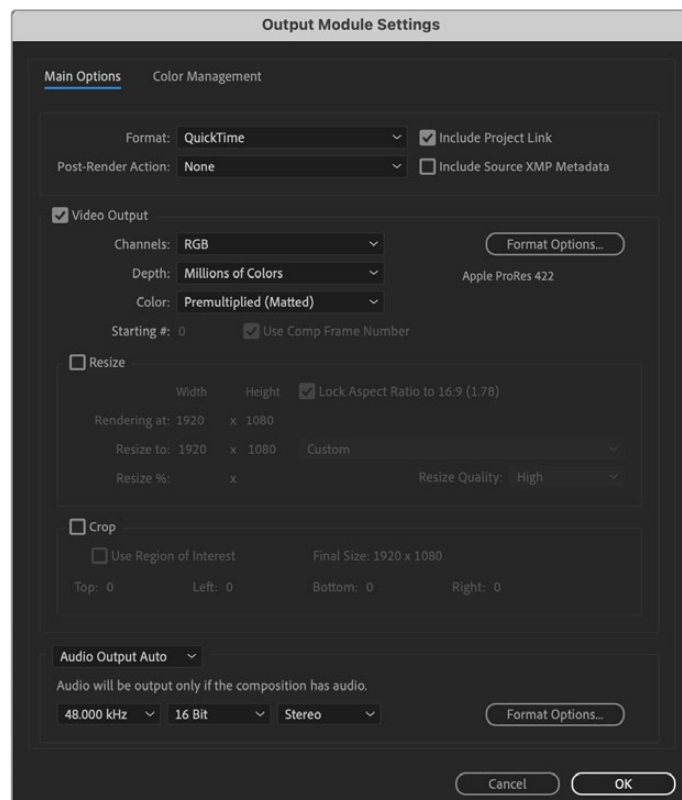 Output Module Settings
Main Options Color Management
Format: QuickTime Include Project Link
Post-Render Action: None Include Source XMP Metadata
Video Output
Channels: RGB Format Options...
Depth: Millions of Colors Apple ProRes 422
Color: Premultiplied (Matted)
Starting #: 0 Use Comp Frame Number
Resize
Width Height Lock Aspect Ratio to 16:9 (1.78)
Rendering at: 1920 x 1080
Resize to: 1920 x 1080 Custom
Resize %: x Resize Quality: High
Crop
Use Region of Interest Final Size: 1920 x 1080
Top: 0 Left: 0 Bottom: 0 Right: 0
Audio Output Auto
Audio will be output only if the composition has audio.
48.000 kHz 16 Bit Stereo Format Options...
Cancel OK